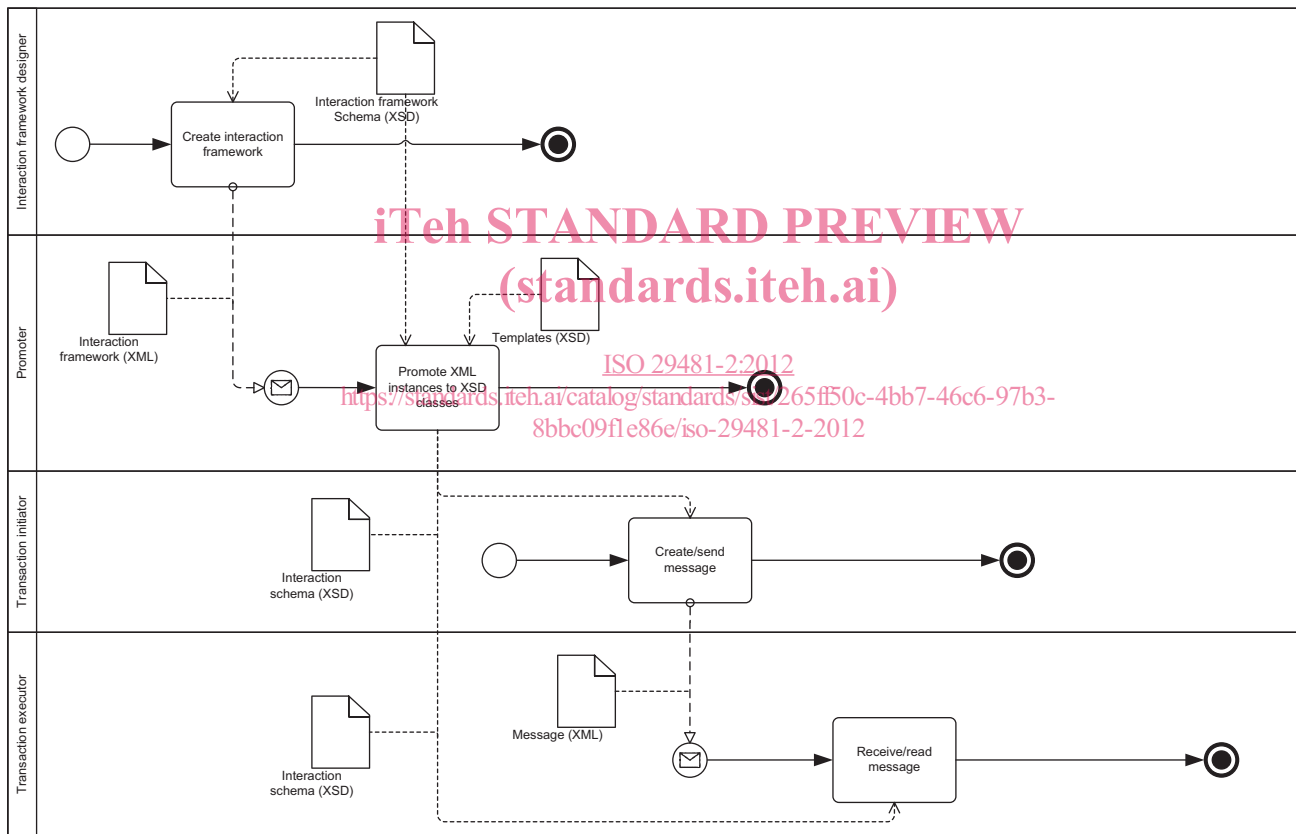 Interaction framework designer
Interaction framework
Schema (XSD)
Create interaction
framework
iTeh STANDARD PREVIEW
(standards.iteh.ai)
Promoter
Interaction
framework (XML)
Templates (XSD)
Promote XML
instances to XSD
classes
ISO 29481-2:2012
https://standards.iteh.ai/catalog/standards/sist/265ff50c-4bb7-46c6-97b3-
8bbc09f1e86e/iso-29481-2-2012
Transaction initiator
Interaction
schema (XSD)
Create/send
message
Transaction executor
Interaction
schema (XSD)
Message (XML)
Receive/read
message